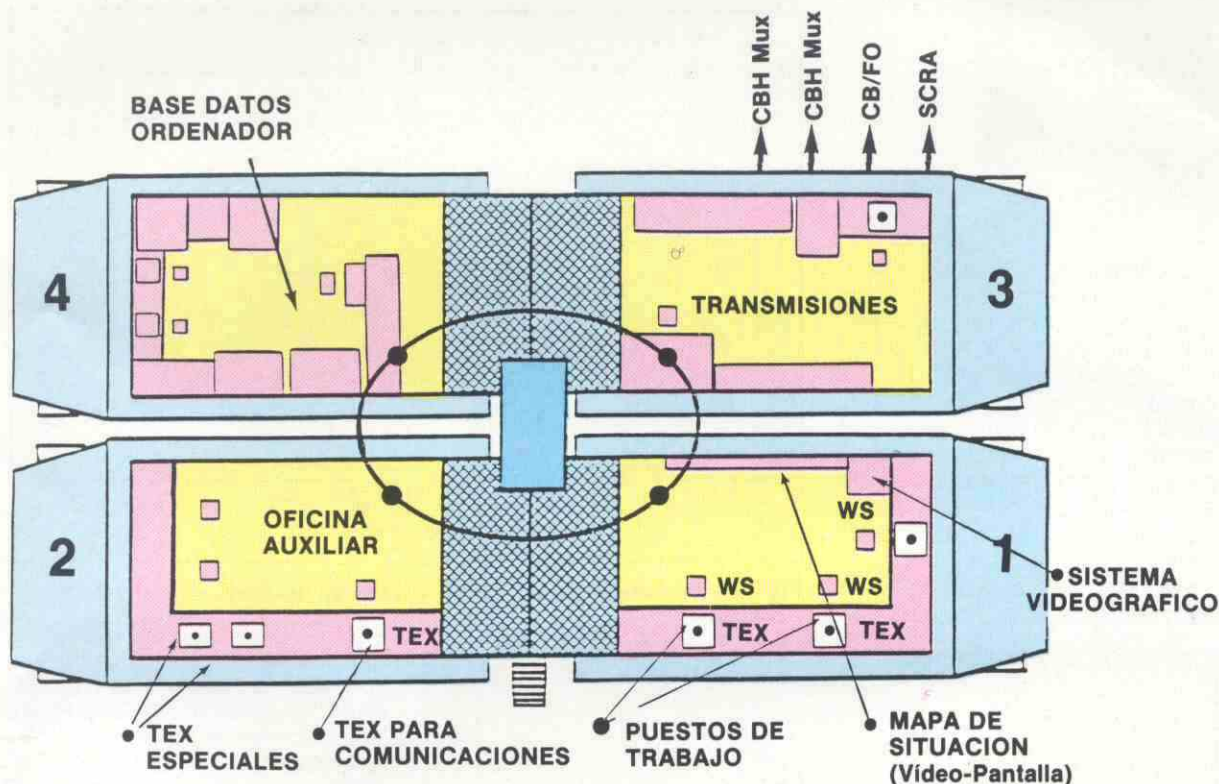 CBH Mux
CBH Mux
CB/FO
SCRA
BASE DATOS
ORDENADOR
4
TRANSMISIONES
3
2
OFICINA
AUXILIAR
WS
WS
WS
1
TEX
TEX
TEX
SISTEMA
VIDEOGRAFICO
TEX
ESPECIALES
TEX PARA
COMUNICACIONES
PUESTOS DE
TRABAJO
MAPA DE
SITUACION
(Vídeo-Pantalla)